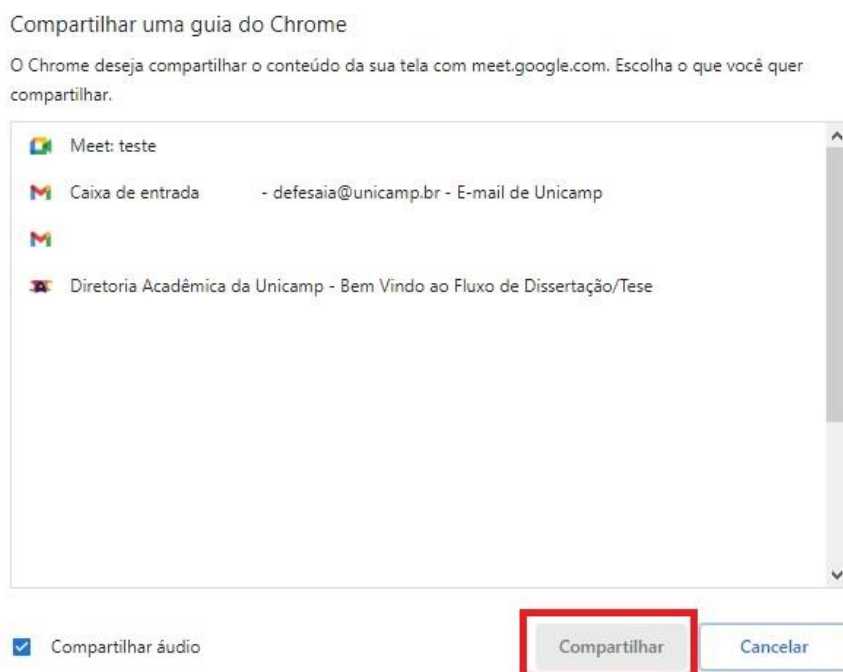 Compartilhar uma guia do Chrome
O Chrome deseja compartilhar o conteúdo da sua tela com meet.google.com. Escolha o que você quer
compartilhar.
Meet: teste
Caixa de entrada - defesaia@unicamp.br - E-mail de Unicamp
Diretoria Acadêmica da Unicamp - Bem Vindo ao Fluxo de Dissertação/Tese
Compartilhar áudio Compartilhar Cancelar